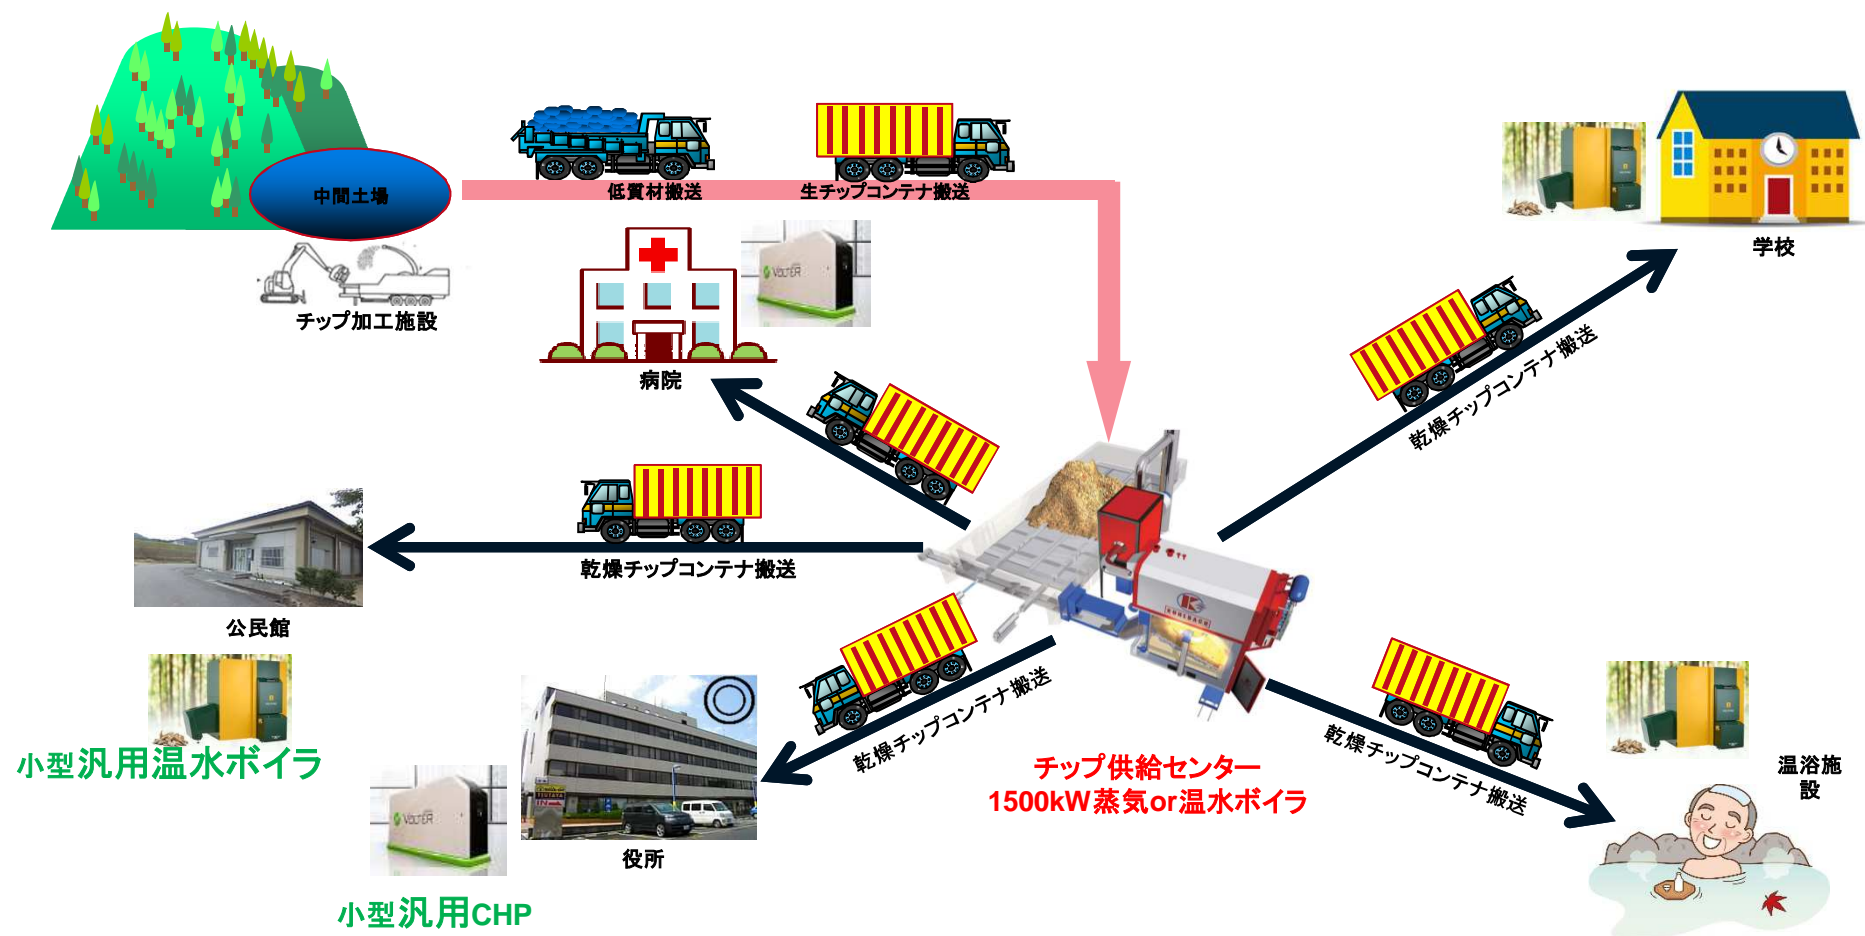 中間土場
チップ加工施設
低質材搬送
生チップコンテナ搬送
VOLTER
病院
学校
乾燥チップコンテナ搬送
乾燥チップコンテナ搬送
公民館
小型汎用温水ボイラ
VOLTER
小型汎用CHP
役所
乾燥チップコンテナ搬送
KOHLBACH
チップ供給センター
1500kW蒸気or温水ボイラ
乾燥チップコンテナ搬送
温浴施
設